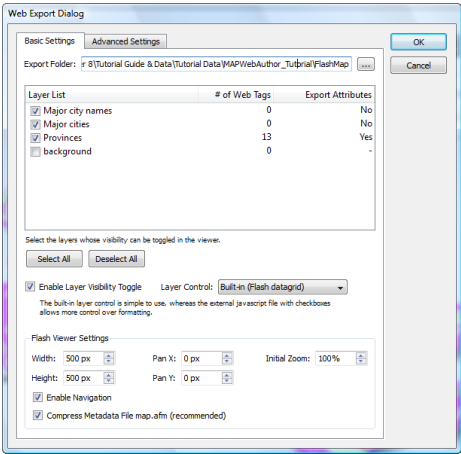 Web Export Dialog
Basic Settings Advanced Settings OK
Export Folder: r 8\Tutorial Guide & Data\Tutorial Data\MAPWebAuthor_Tutorial\FlashMap ... Cancel
Layer List # of Web Tags Export Attributes
Major city names 0 No
Major cities 0 No
Provinces 13 Yes
background 0 -
Select the layers whose visibility can be toggled in the viewer.
Select All Deselect All
Enable Layer Visibility Toggle Layer Control: Built-in (Flash datagrid)
The built-in layer control is simple to use, whereas the external javascript file with checkboxes
allows more control over formatting.
Flash Viewer Settings
Width: 500 px Pan X: 0 px Initial Zoom: 100%
Height: 500 px Pan Y: 0 px
Enable Navigation
Compress Metadata File map.afm (recommended)